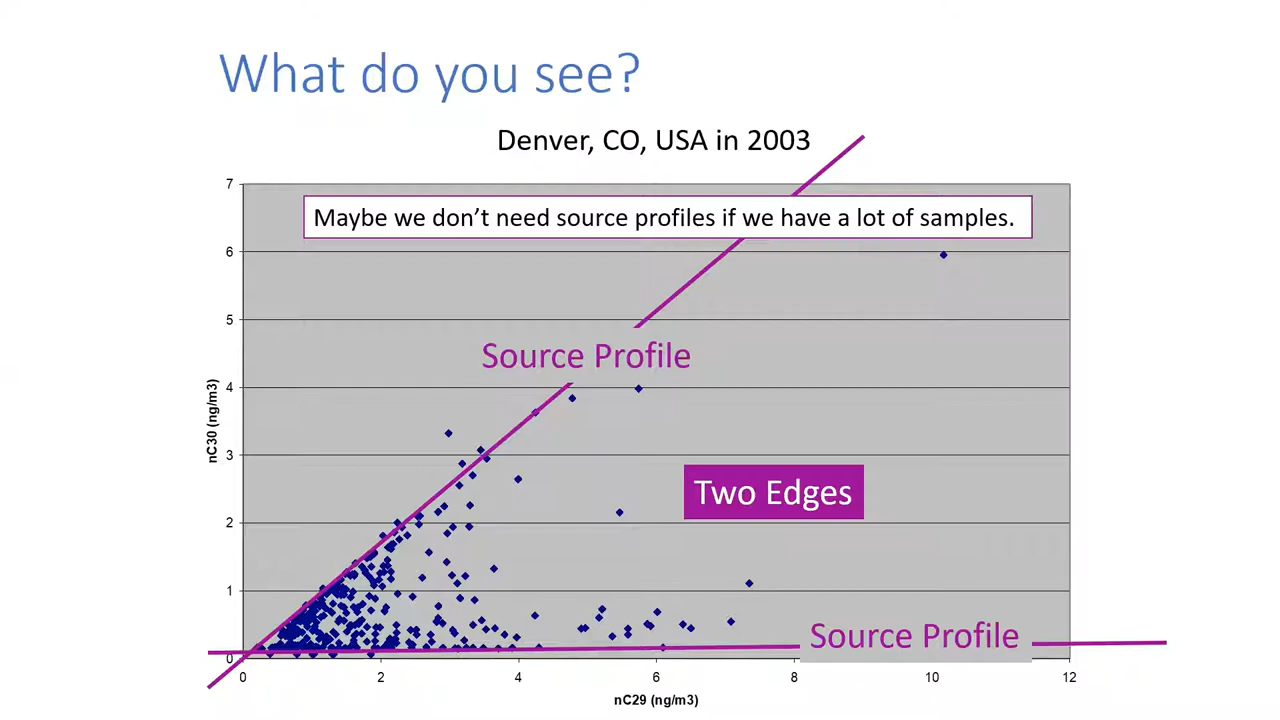 What do you see?
Denver, CO, USA in 2003
Maybe we don't need source profiles if we have a lot of samples.
7
6
5
4
3
2
1
0
nC30 (ng/m3)
Source Profile
Two Edges
Source Profile
0 2 4 6 8 10 12
nC29 (ng/m3)